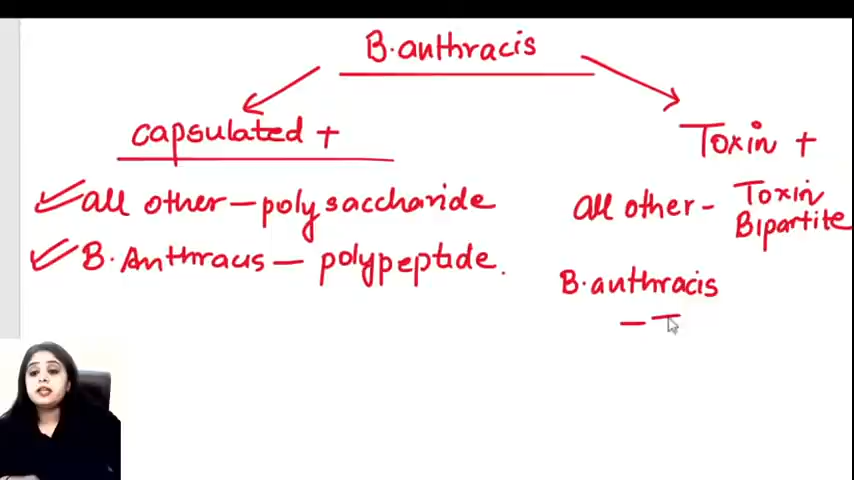 B.anthracis
capsulated +
all other – polysaccharide
B.Anthracis – polypeptide.
Toxin +
All other – Toxin
Bipartite
B.anthracis
– T